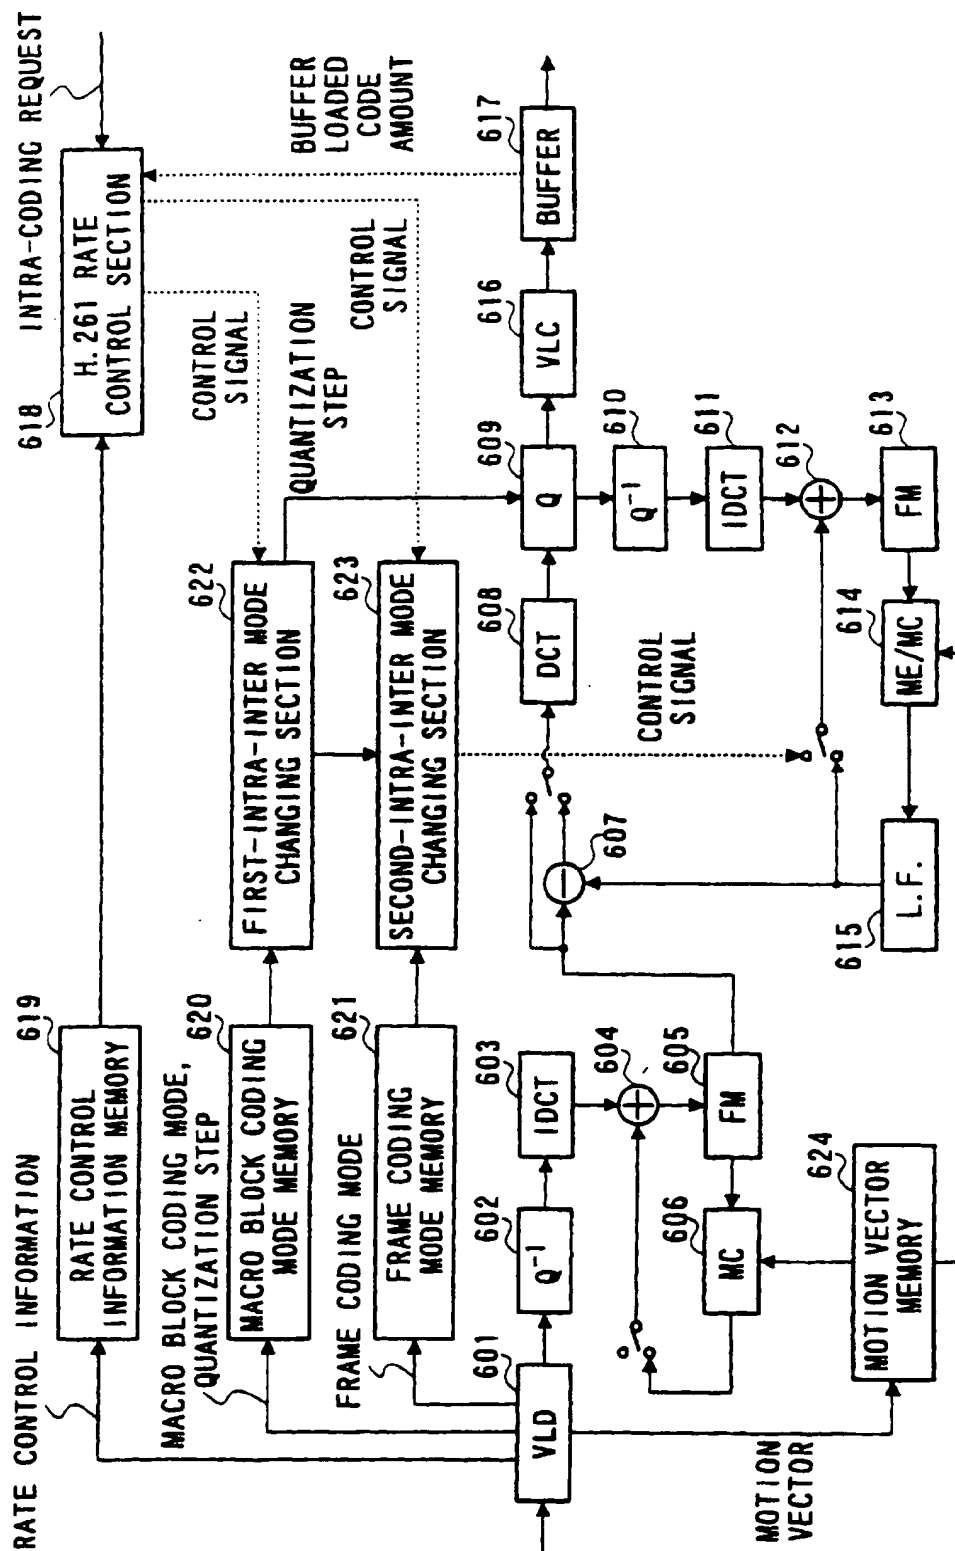 RATE CONTROL INFORMATION
INTRA-CODING REQUEST
619
RATE CONTROL
INFORMATION MEMORY
618
H.261 RATE
CONTROL SECTION
MACRO BLOCK CODING MODE,
QUANTIZATION STEP
620
MACRO BLOCK CODING
MODE MEMORY
622
FIRST-INTRA-INTER MODE
CHANGING SECTION
CONTROL
SIGNAL
QUANTIZATION
STEP
BUFFER
LOADED
CODE
AMOUNT
FRAME CODING MODE
621
FRAME CODING
MODE MEMORY
623
SECOND-INTRA-INTER MODE
CHANGING SECTION
CONTROL
SIGNAL
601
VLD
602
Q-1
603
IDCT
604
605
FM
606
MC
607
608
DCT
609
Q
616
VLC
617
BUFFER
610
Q-1
611
IDCT
612
613
FM
614
ME/MC
615
L.F.
CONTROL
SIGNAL
MOTION
VECTOR
624
MOTION VECTOR
MEMORY